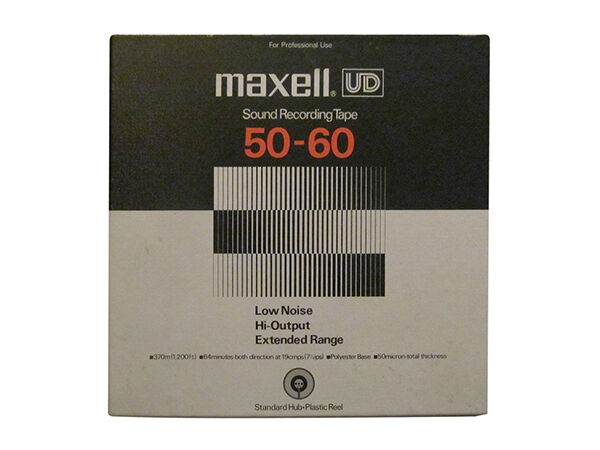 For Professional Use
maxell® UD
Sound Recording Tape
50-60
Low Noise
Hi-Output
Extended Range
■370m(1,200ft) ■64minutes-both direction at 19cmps(7½ips) ■Polyester Base ■50micron-total thickness
Standard Hub•Plastic Reel